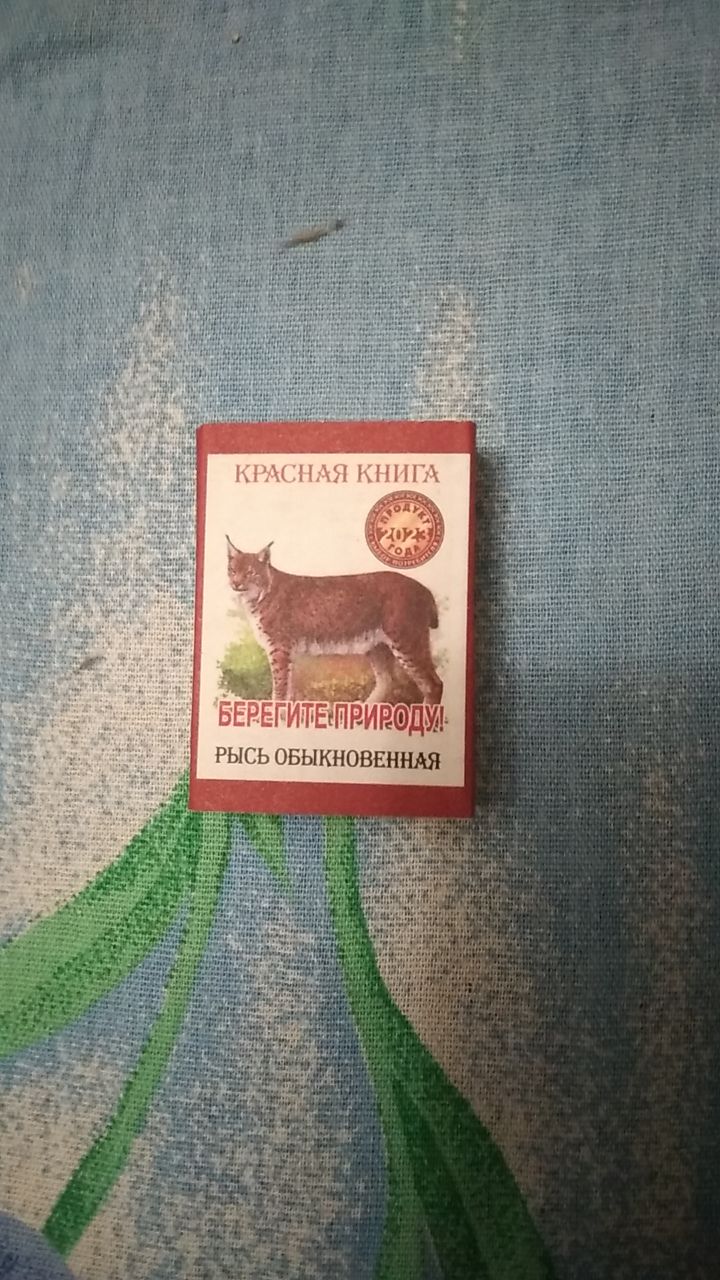 КРАСНАЯ КНИГА
ПРОДУКТ
2023
ГОДА
БЕРЕГИТЕ ПРИРОДУ!
РЫСЬ ОБЫКНОВЕННАЯ